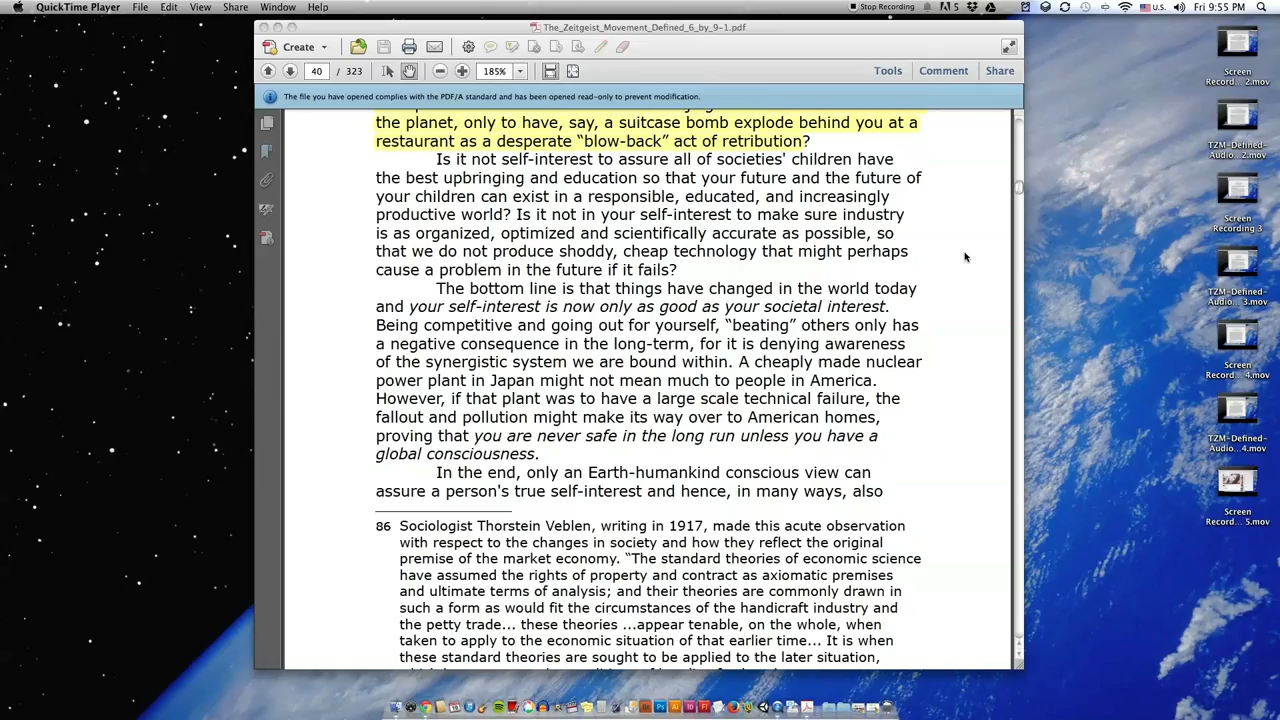 QuickTime Player File Edit View Share Window Help
Stop Recording
5
U.S.
Fri 9:55 PM
The_Zeitgeist_Movement_Defined_6_by_9-1.pdf
Create
40 / 323
185%
Tools Comment Share
The file you have opened complies with the PDF/A standard and has been opened read-only to prevent modification.
the planet, only to have, say, a suitcase bomb explode behind you at a
restaurant as a desperate “blow-back” act of retribution?
Is it not self-interest to assure all of societies' children have
the best upbringing and education so that your future and the future of
your children can exist in a responsible, educated, and increasingly
productive world? Is it not in your self-interest to make sure industry
is as organized, optimized and scientifically accurate as possible, so
that we do not produce shoddy, cheap technology that might perhaps
cause a problem in the future if it fails?
The bottom line is that things have changed in the world today
and your self-interest is now only as good as your societal interest.
Being competitive and going out for yourself, “beating” others only has
a negative consequence in the long-term, for it is denying awareness
of the synergistic system we are bound within. A cheaply made nuclear
power plant in Japan might not mean much to people in America.
However, if that plant was to have a large scale technical failure, the
fallout and pollution might make its way over to American homes,
proving that you are never safe in the long run unless you have a
global consciousness.
In the end, only an Earth-humankind conscious view can
assure a person's true self-interest and hence, in many ways, also
86 Sociologist Thorstein Veblen, writing in 1917, made this acute observation
with respect to the changes in society and how they reflect the original
premise of the market economy. “The standard theories of economic science
have assumed the rights of property and contract as axiomatic premises
and ultimate terms of analysis; and their theories are commonly drawn in
such a form as would fit the circumstances of the handicraft industry and
the petty trade... these theories ...appear tenable, on the whole, when
taken to apply to the economic situation of that earlier time... It is when
these standard theories are sought to be applied to the later situation,
Screen
Record... 2.mov
TZM-Defined-
Audio...2.mov
Screen
Recording 3
TZM-Defined-
Audio...3.mov
Screen
Record... 4.mov
TZM-Defined-
Audio...4.mov
Screen
Record... 5.mov